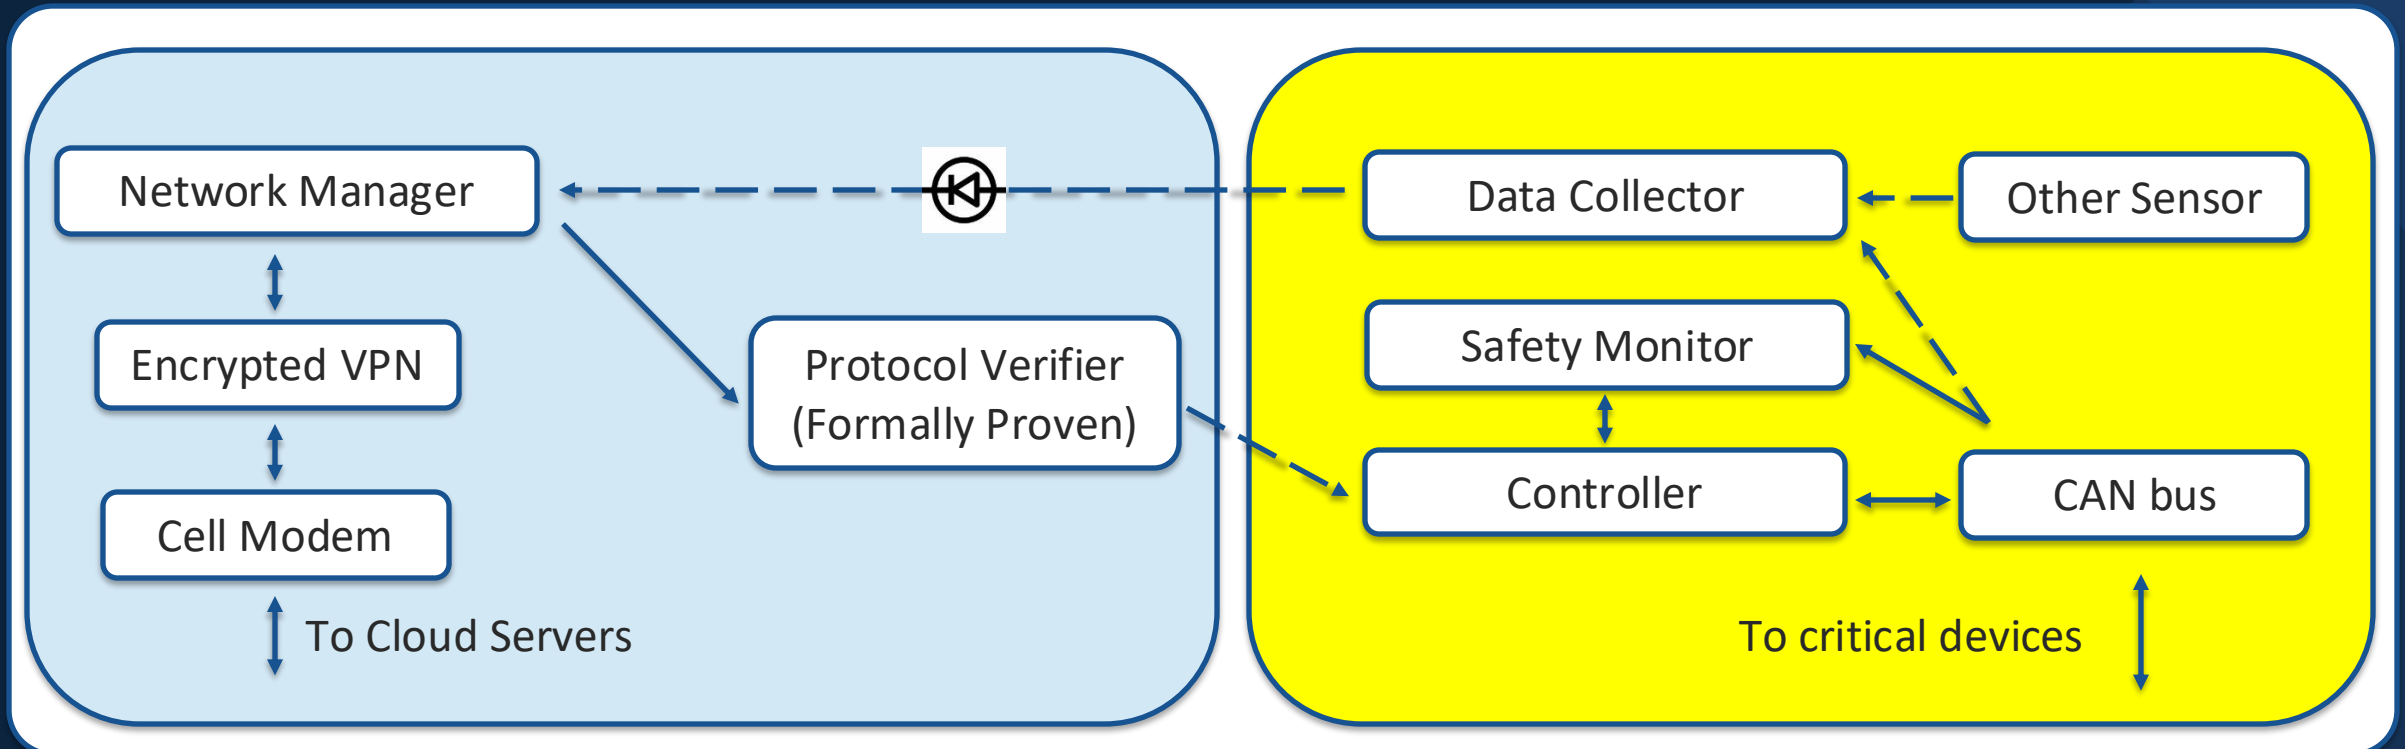 Network Manager
Encrypted VPN
Cell Modem
To Cloud Servers
Protocol Verifier
(Formally Proven)
Data Collector
Other Sensor
Safety Monitor
Controller
CAN bus
To critical devices